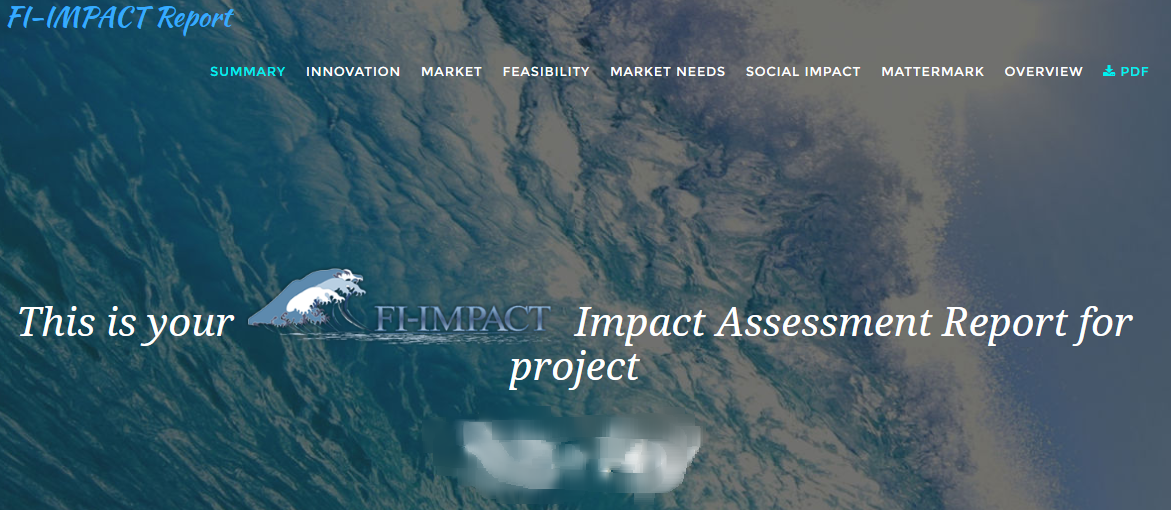 FI-IMPACT Report
SUMMARY INNOVATION MARKET FEASIBILITY MARKET NEEDS SOCIAL IMPACT MATTERMARK OVERVIEW PDF
This is your FI-IMPACT Impact Assessment Report for
project